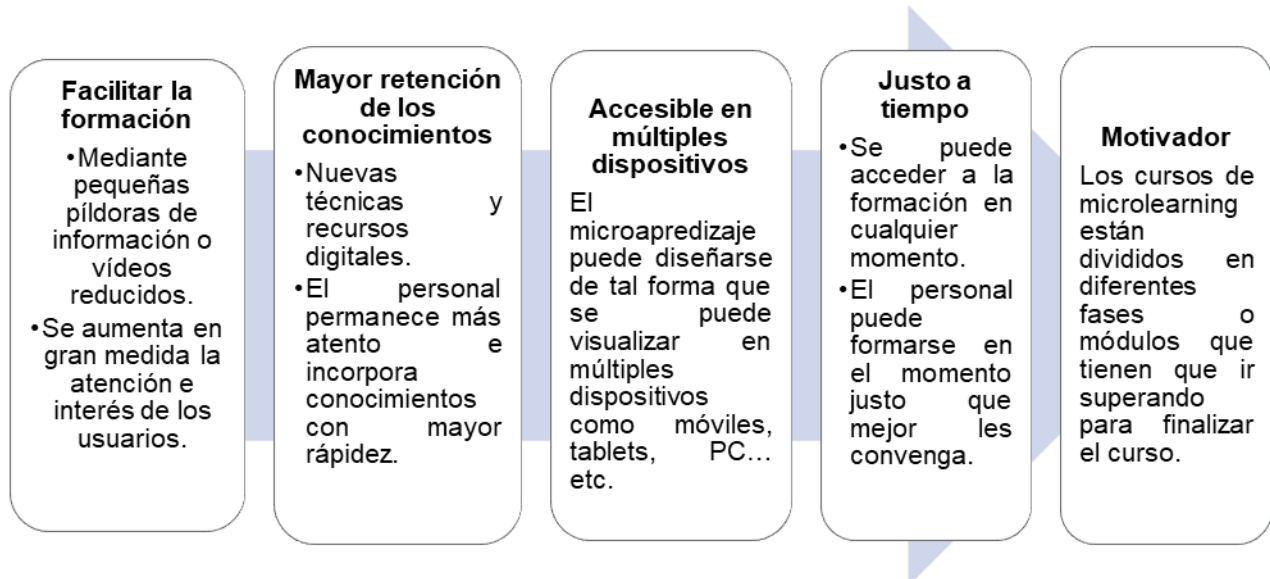 Facilitar la
formación
•Mediante
pequeñas
píldoras de
información o
vídeos
reducidos.
•Se aumenta en
gran medida la
atención e
interés de los
usuarios.
Mayor retención
de los
conocimientos
•Nuevas
técnicas y
recursos
digitales.
•El personal
permanece más
atento e
incorpora
conocimientos
con mayor
rápidez.
Accesible en
múltiples
dispositivos
El
microapredizaje
puede diseñarse
de tal forma que
se puede
visualizar en
múltiples
dispositivos
como móviles,
tablets, PC…
etc.
Justo a
tiempo
•Se puede
acceder a la
formación en
cualquier
momento.
•El personal
puede
formarse en
el momento
justo que
mejor les
convenga.
Motivador
Los cursos de
microlearning
están
divididos en
diferentes
fases o
módulos que
tienen que ir
superando
para finalizar
el curso.